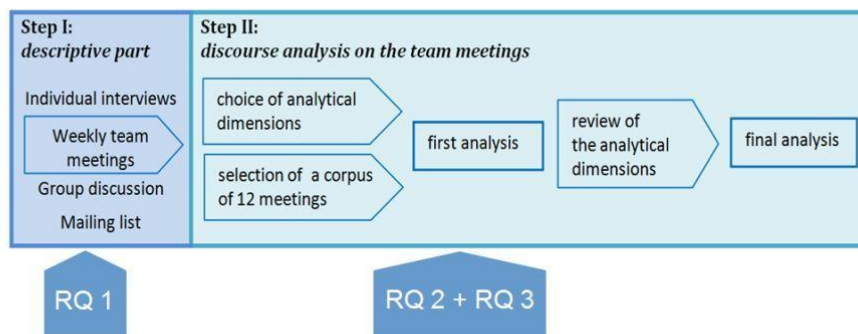 Step I:
descriptive part
Individual interviews
Weekly team
meetings
Group discussion
Mailing list
Step II:
discourse analysis on the team meetings
choice of analytical
dimensions
selection of a corpus
of 12 meetings
first analysis
review of
the analytical
dimensions
final analysis
RQ 1
RQ 2 + RQ 3